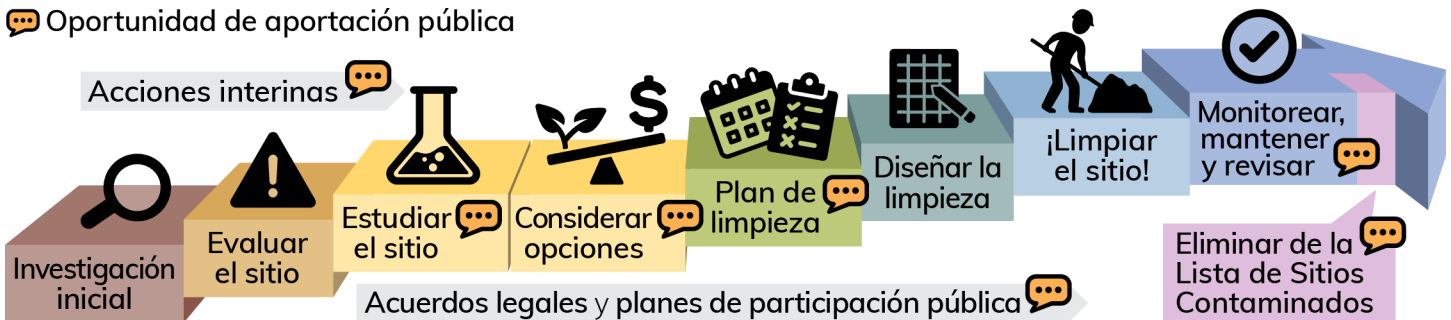 Oportunidad de aportación pública
Acciones interinas
Investigación
inicial
Evaluar
el sitio
Estudiar
el sitio
Considerar
opciones
Plan de
limpieza
Diseñar la
limpieza
¡Limpiar
el sitio!
Monitorear,
mantener
y revisar
Eliminar de la
Lista de Sitios
Contaminados
Acuerdos legales y planes de participación pública